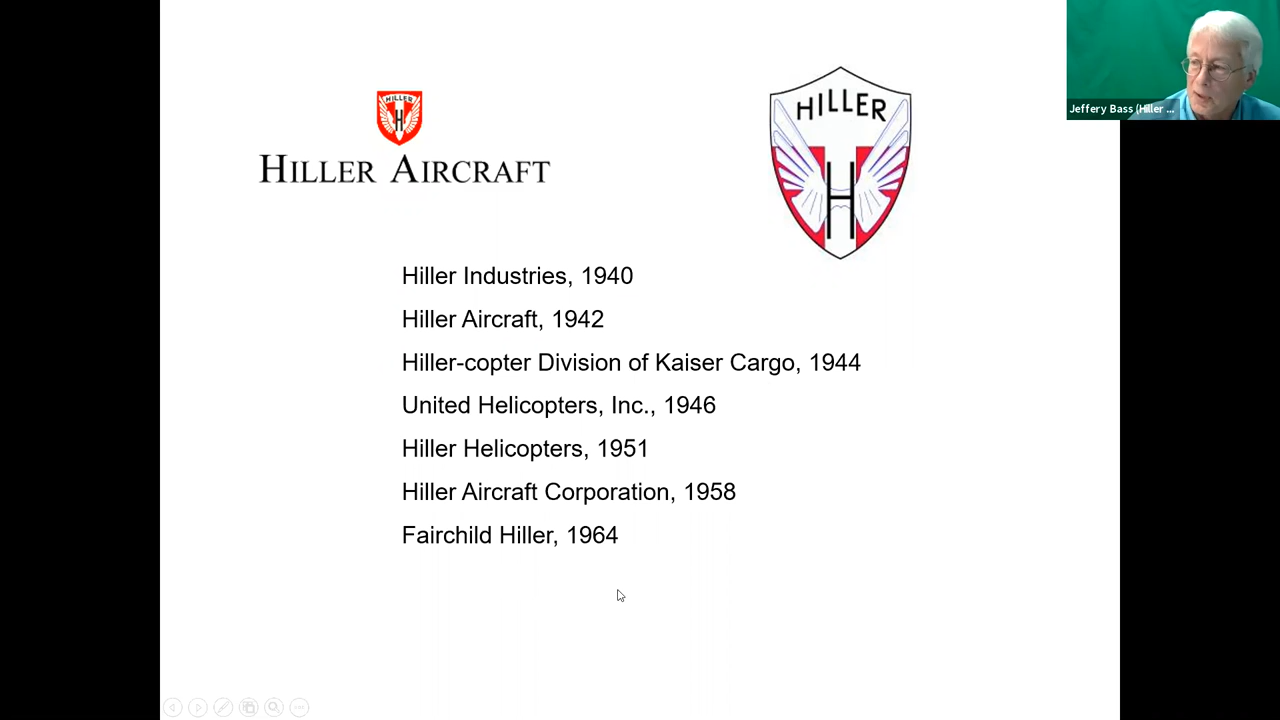 HILLER
H
HILLER AIRCRAFT
HILLER
H
Jeffery Bass (Hiller ...
Hiller Industries, 1940
Hiller Aircraft, 1942
Hiller-copter Division of Kaiser Cargo, 1944
United Helicopters, Inc., 1946
Hiller Helicopters, 1951
Hiller Aircraft Corporation, 1958
Fairchild Hiller, 1964